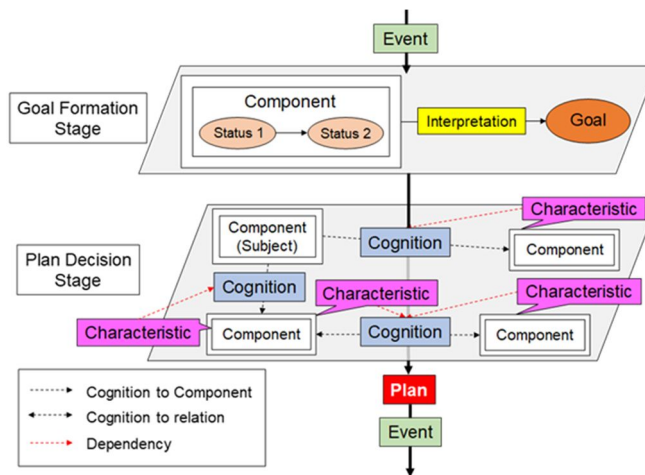 Event
Goal Formation
Stage
Component
Status 1
Status 2
Interpretation
Goal
Plan Decision
Stage
Component
(Subject)
Cognition
Characteristic
Component
Cognition
Characteristic
Characteristic
Characteristic
Component
Cognition
Component
Cognition to Component
Cognition to relation
Dependency
Plan
Event